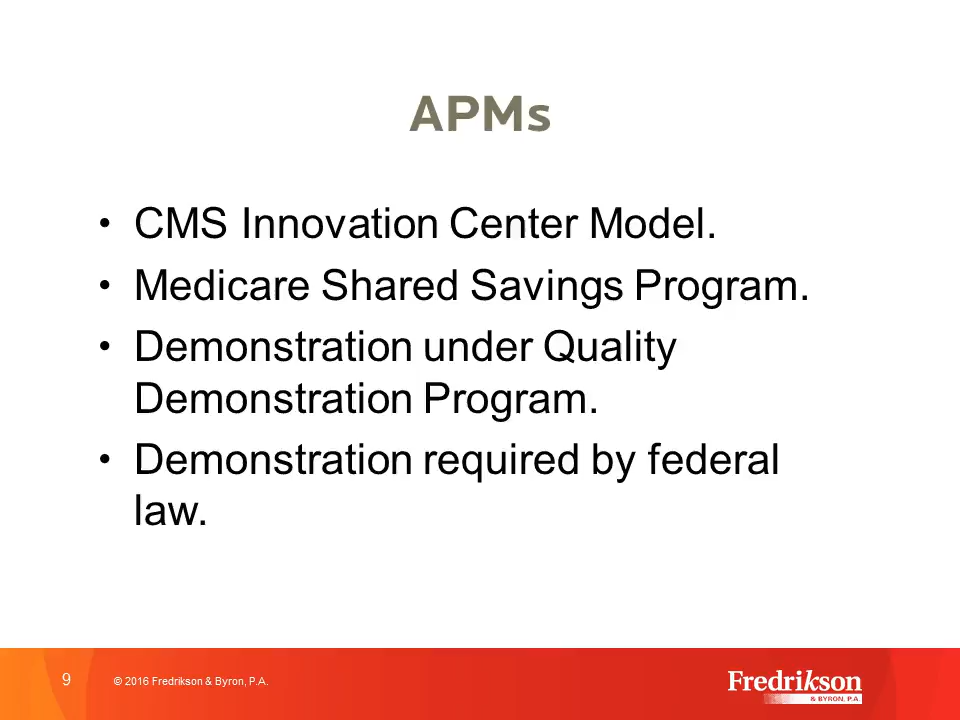 APMs
• CMS Innovation Center Model.
• Medicare Shared Savings Program.
• Demonstration under Quality
Demonstration Program.
• Demonstration required by federal
law.
9
© 2016 Fredrikson & Byron, P.A.
Fredrikson
& BYRON, P.A.